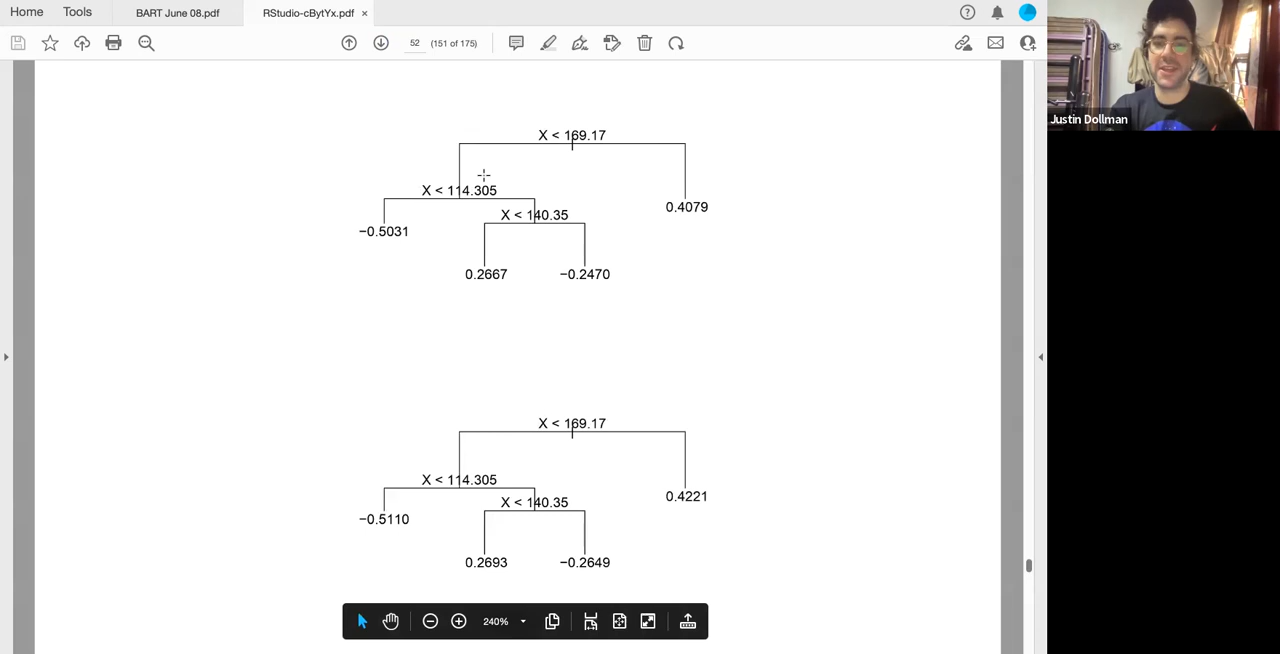 Home
Tools
BART June 08.pdf
RStudio-cBytYx.pdf ×
52 (151 of 175)
Justin Dollman
X < 169.17
X < 114.305
0.4079
X < 140.35
−0.5031
0.2667
−0.2470
X < 169.17
X < 114.305
0.4221
X < 140.35
−0.5110
0.2693
−0.2649
240%